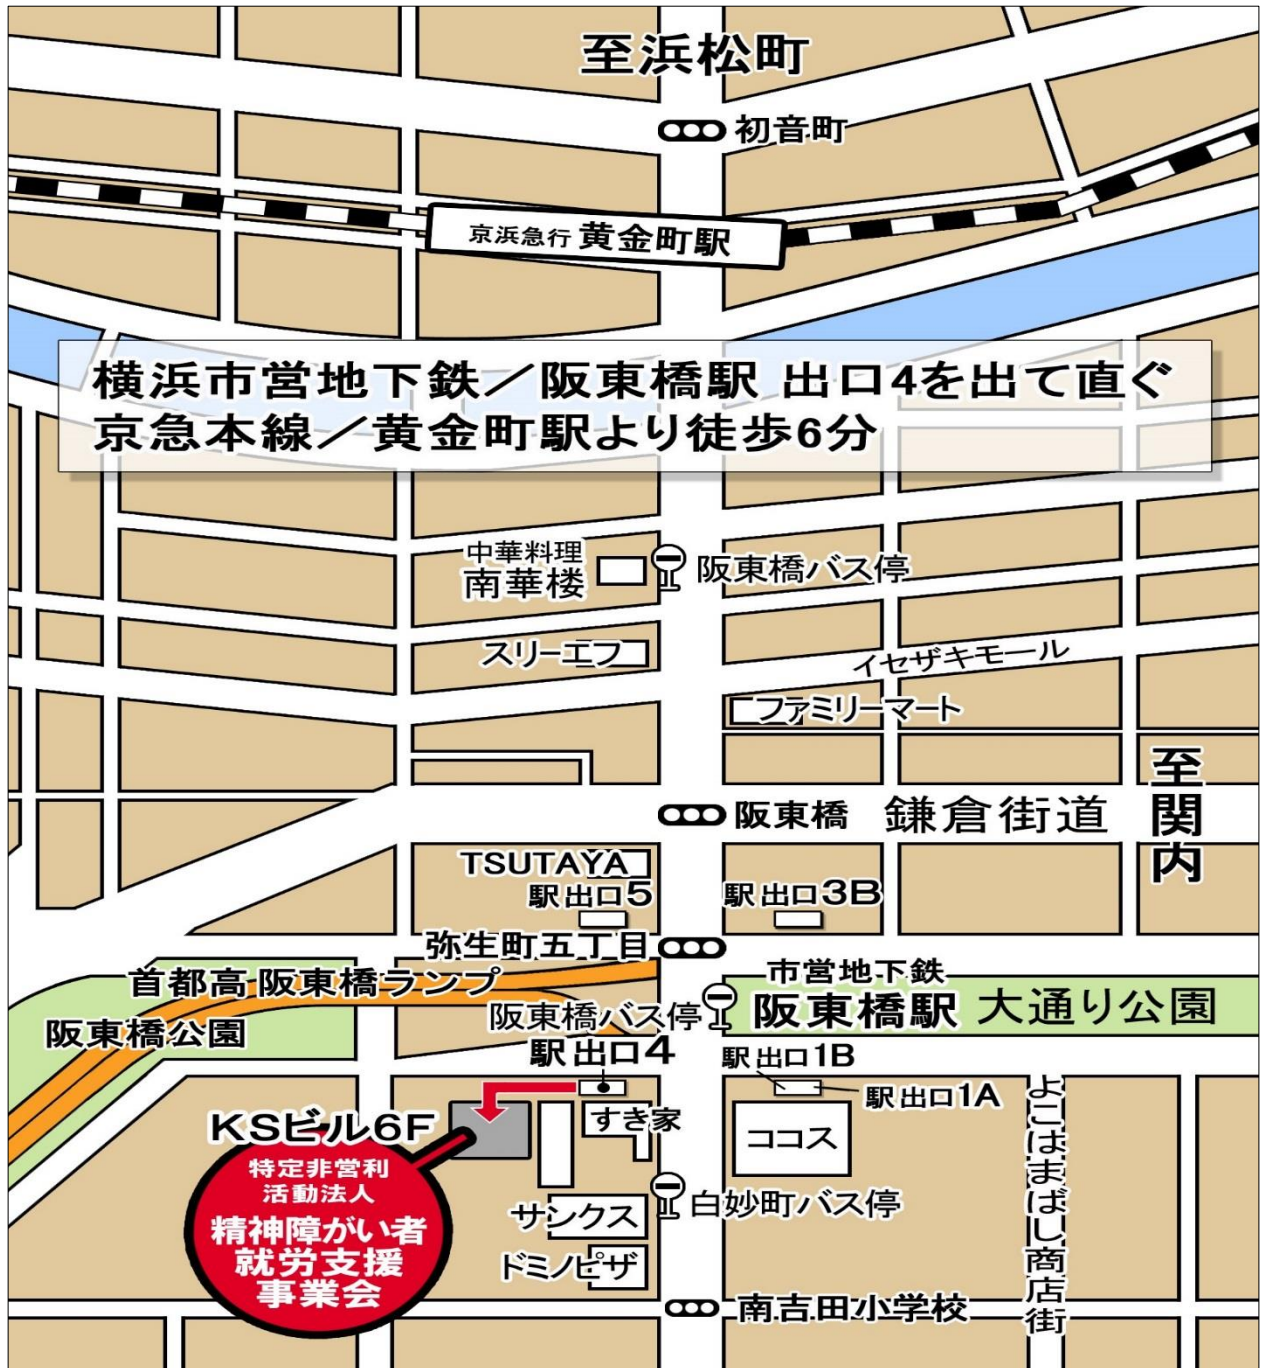 至浜松町
初音町
京浜急行 黄金町駅
横浜市営地下鉄／阪東橋駅 出口4を出て直ぐ
京急本線／黄金町駅より徒歩6分
中華料理
南華楼
阪東橋バス停
スリーエフ
イセザキモール
ファミリーマート
至関内
阪東橋
鎌倉街道
TSUTAYA
駅出口5
駅出口3B
弥生町五丁目
首都高 阪東橋ランプ
市営地下鉄
阪東橋駅
大通り公園
阪東橋バス停
阪東橋公園
駅出口4
駅出口1B
駅出口1A
よこはまばし商店街
KSビル6F
すき家
ココス
特定非営利
活動法人
精神障がい者
就労支援
事業会
サンクス
白妙町バス停
ドミノピザ
南吉田小学校